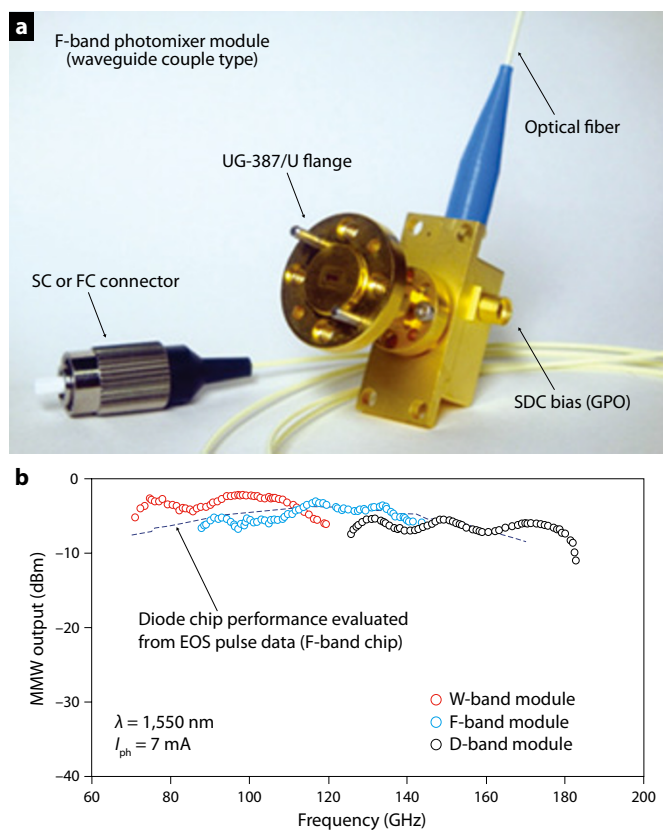 a
F-band photomixer module
(waveguide couple type)
Optical fiber
UG-387/U flange
SC or FC connector
SDC bias (GPO)
b
MMW output (dBm)
0
−10
−20
−30
−40
Diode chip performance evaluated
from EOS pulse data (F-band chip)
λ = 1,550 nm
Iph = 7 mA
W-band module
F-band module
D-band module
60 80 100 120 140 160 180 200
Frequency (GHz)